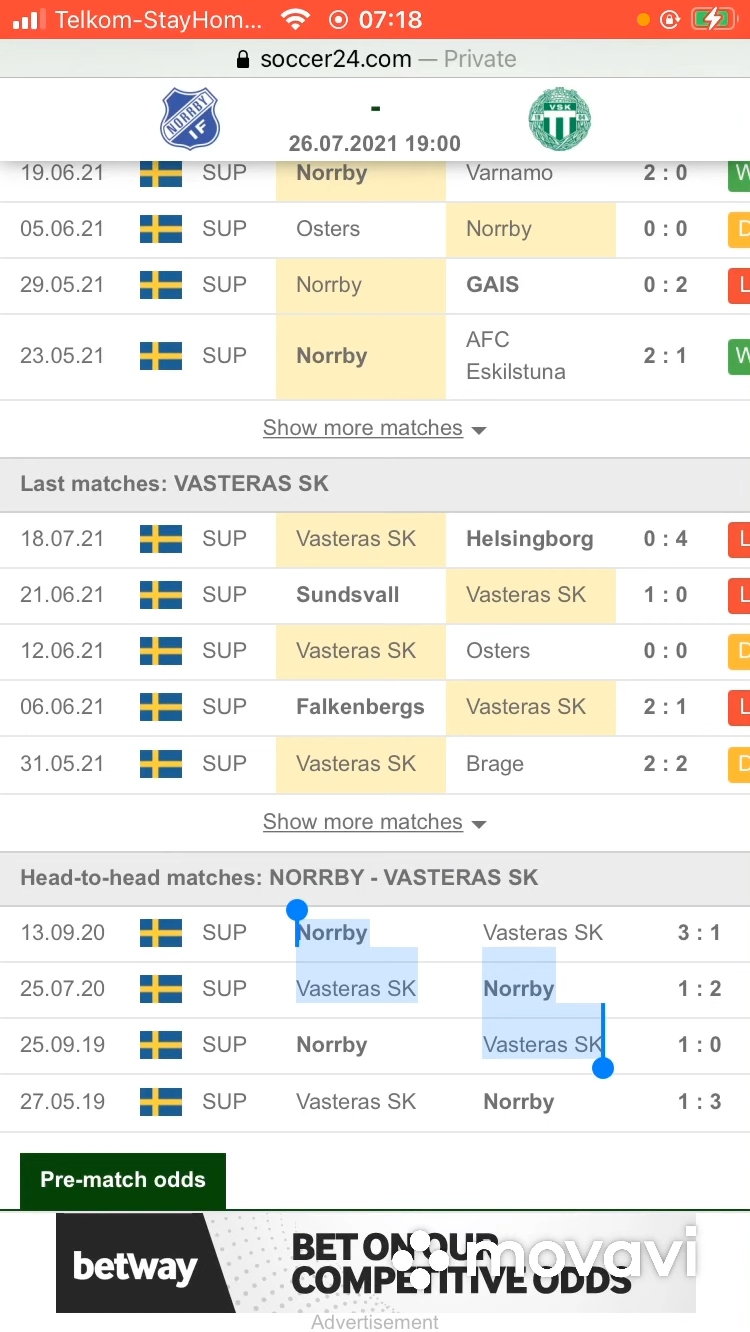 Telkom-StayHom... 07:18
soccer24.com — Private
NORRBY IF
-
VSK
26.07.2021 19:00
19.06.21 SUP Norrby Varnamo 2 : 0 W
05.06.21 SUP Osters Norrby 0 : 0 D
29.05.21 SUP Norrby GAIS 0 : 2 L
23.05.21 SUP Norrby AFC Eskilstuna 2 : 1 W
Show more matches
Last matches: VASTERAS SK
18.07.21 SUP Vasteras SK Helsingborg 0 : 4 L
21.06.21 SUP Sundsvall Vasteras SK 1 : 0 L
12.06.21 SUP Vasteras SK Osters 0 : 0 D
06.06.21 SUP Falkenbergs Vasteras SK 2 : 1 L
31.05.21 SUP Vasteras SK Brage 2 : 2 D
Show more matches
Head-to-head matches: NORRBY - VASTERAS SK
13.09.20 SUP Norrby Vasteras SK 3 : 1
25.07.20 SUP Vasteras SK Norrby 1 : 2
25.09.19 SUP Norrby Vasteras SK 1 : 0
27.05.19 SUP Vasteras SK Norrby 1 : 3
Pre-match odds
betway
BET ON OUR
COMPETITIVE ODDS
movavi
Advertisement